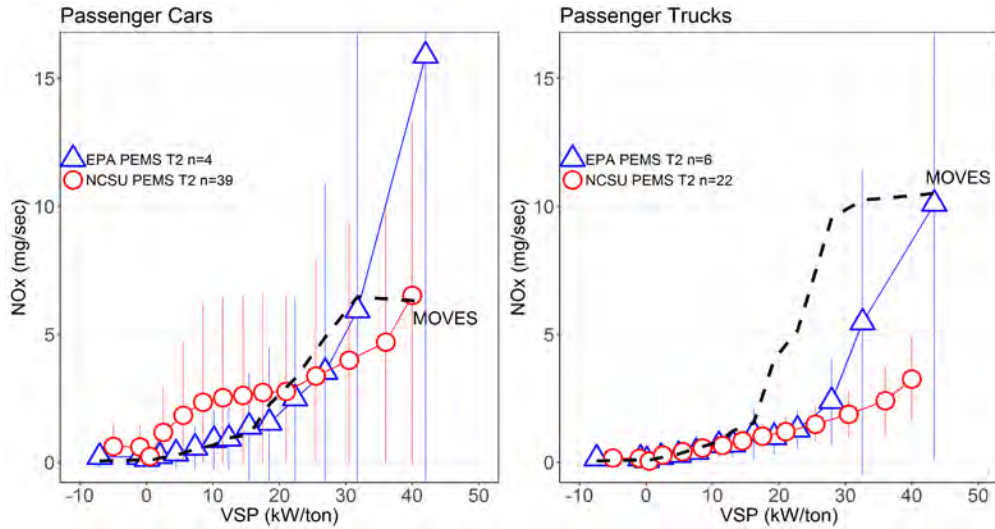 Passenger Cars
15
10
5
0
NOx (mg/sec)
EPA PEMS T2 n=4
NCSU PEMS T2 n=39
MOVES
-10
0
10
20
30
40
50
VSP (kW/ton)
Passenger Trucks
15
10
5
0
NOx (mg/sec)
EPA PEMS T2 n=6
NCSU PEMS T2 n=22
MOVES
-10
0
10
20
30
40
50
VSP (kW/ton)